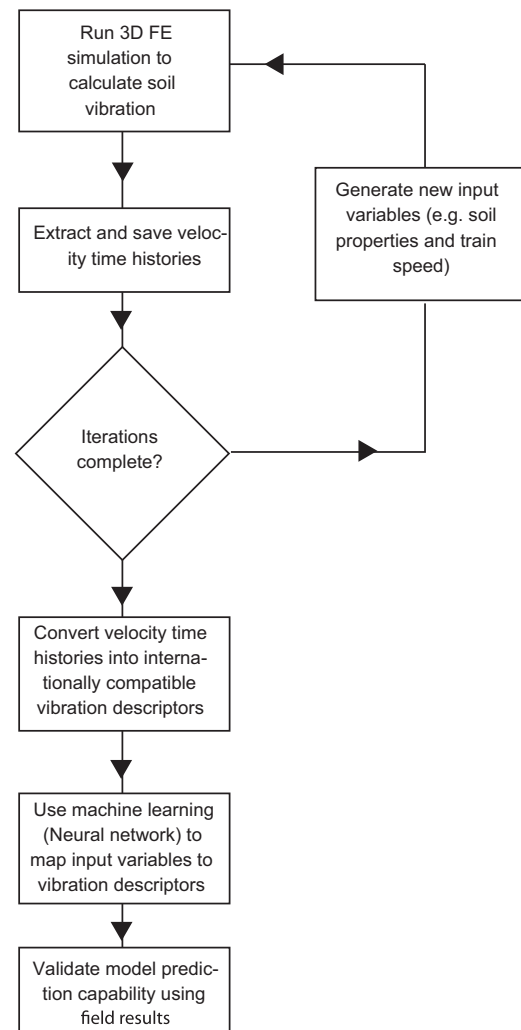 Run 3D FE
simulation to
calculate soil
vibration
Generate new input
variables (e.g. soil
properties and train
speed)
Extract and save veloc-
ity time histories
Iterations
complete?
Convert velocity time
histories into interna-
tionally compatible
vibration descriptors
Use machine learning
(Neural network) to
map input variables to
vibration descriptors
Validate model predic-
tion capability using
field results